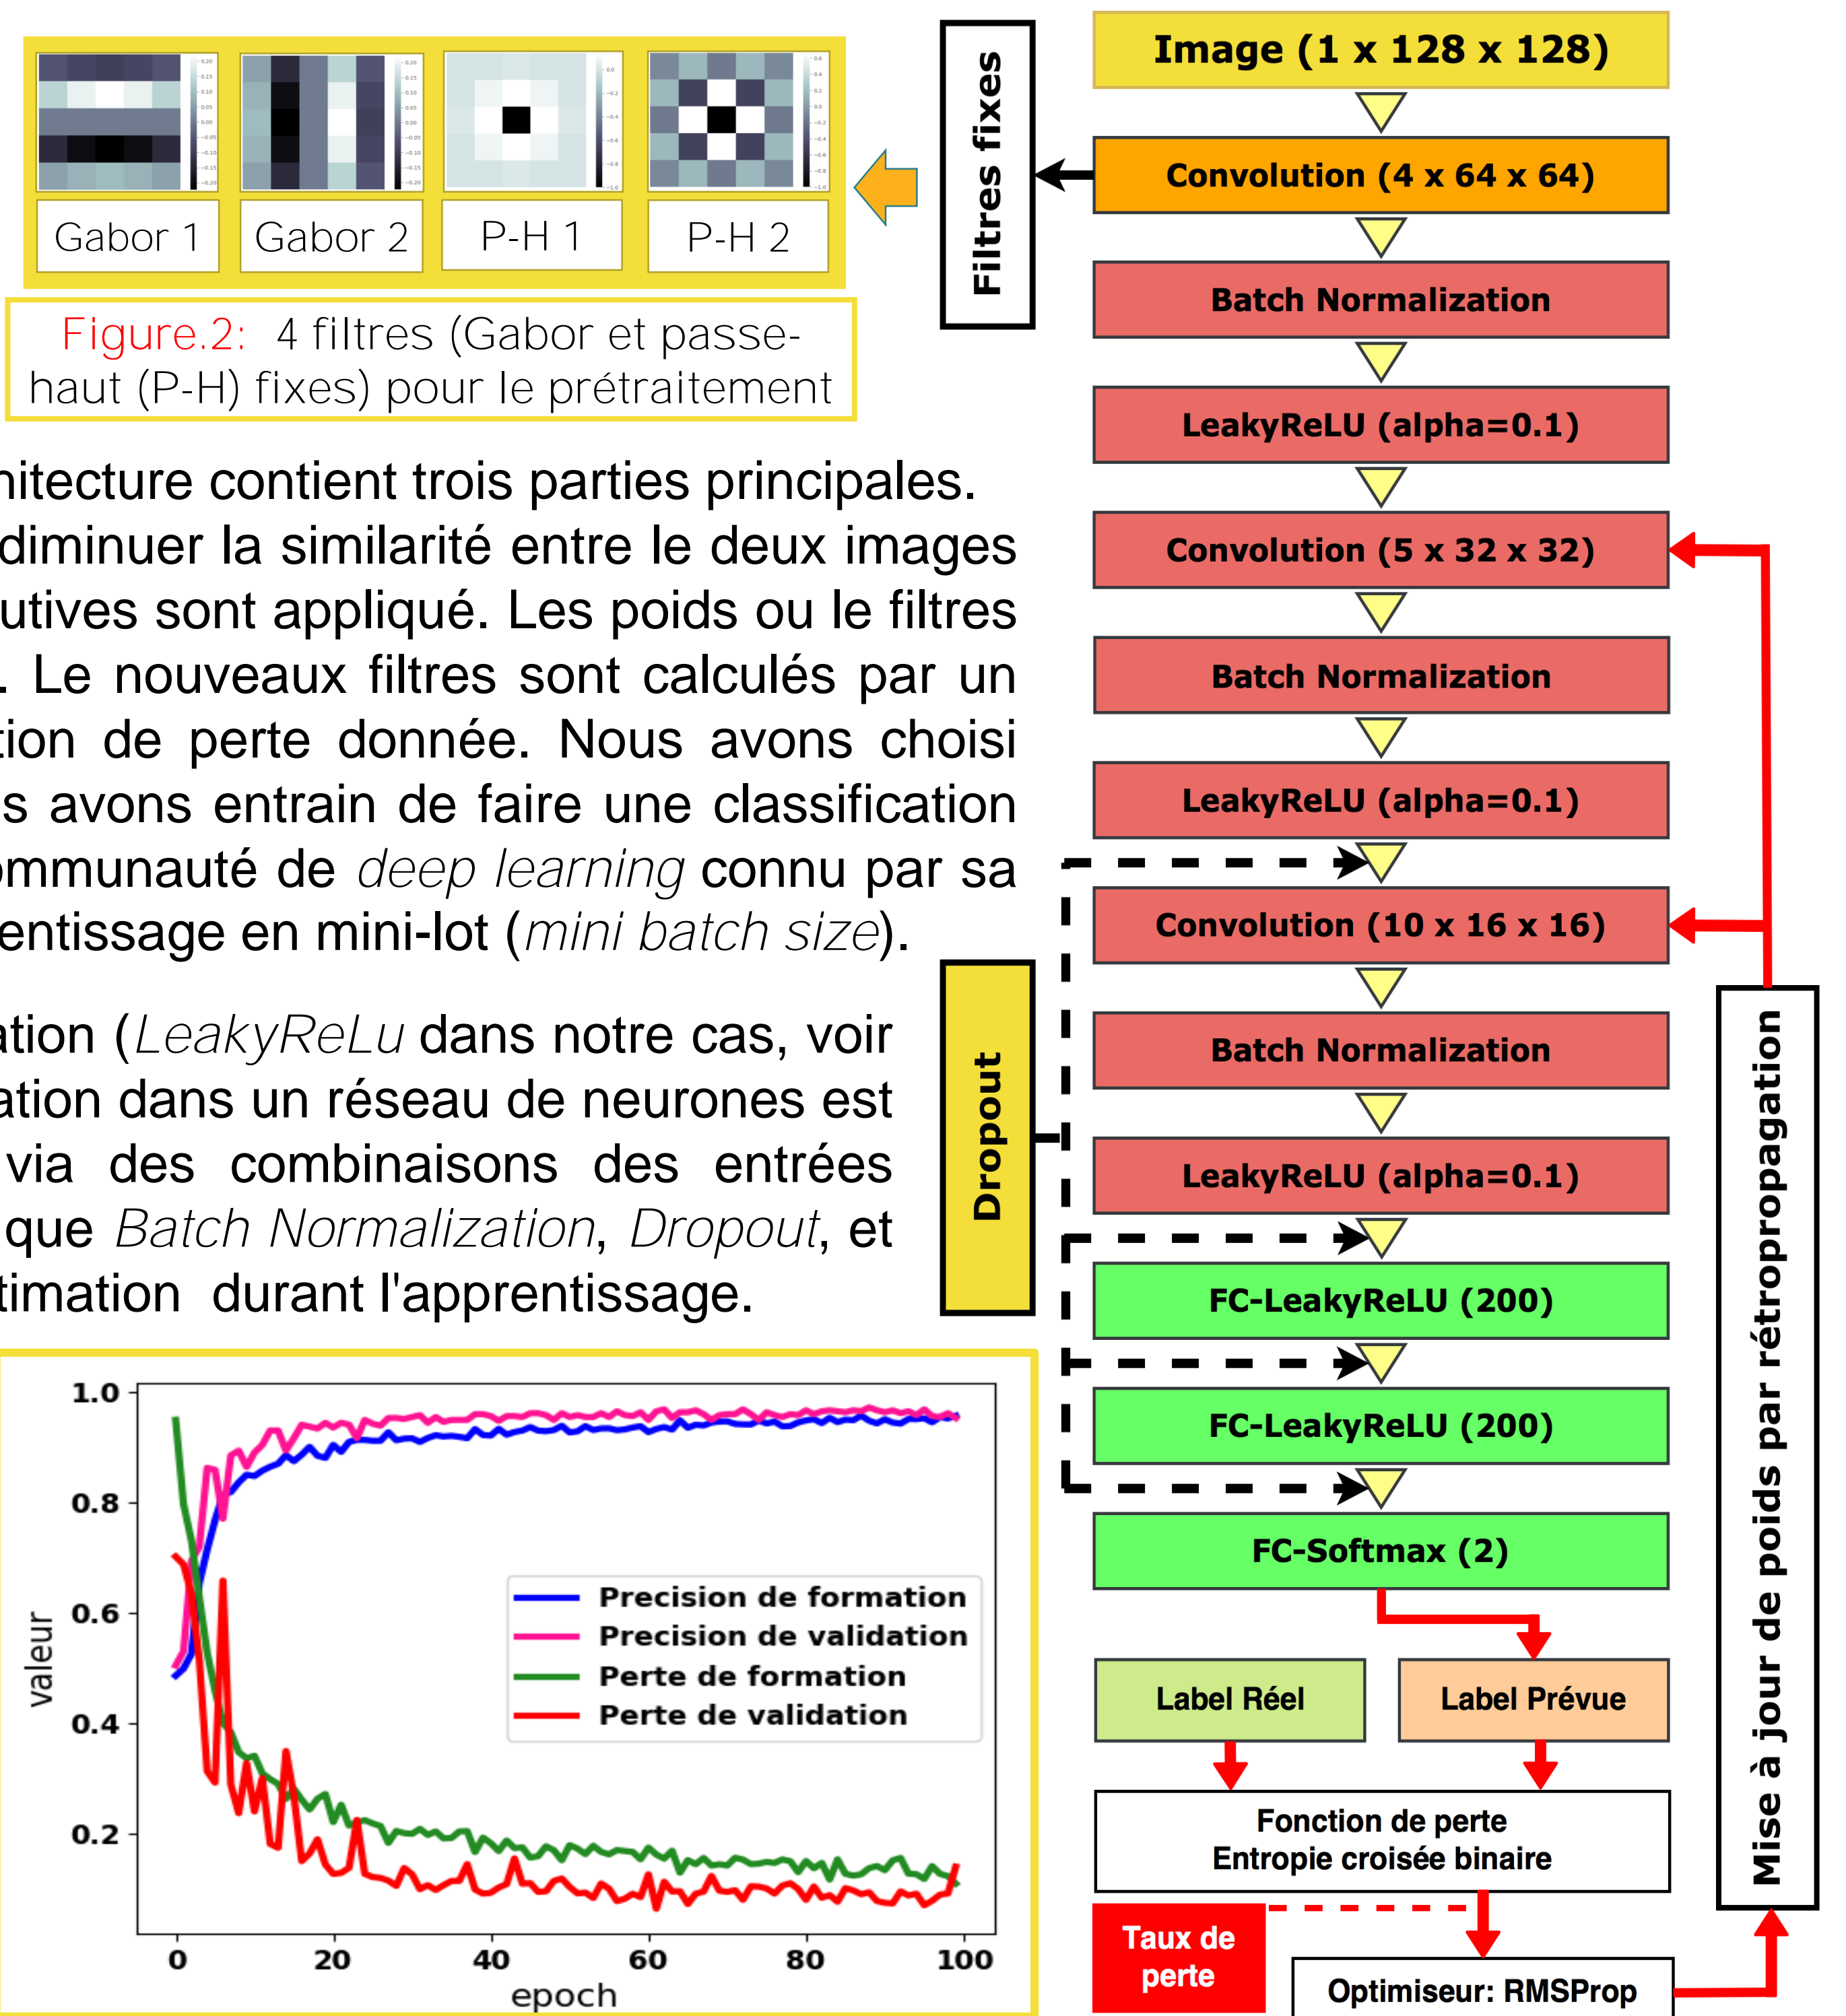 Gabor 1
Gabor 2
P-H 1
P-H 2
Figure.2: 4 filtres (Gabor et passe-
haut (P-H) fixes) pour le prétraitement
Filtres fixes
hitecture contient trois parties principales.
diminuer la similarité entre le deux images
utives sont appliqué. Les poids ou le filtres
. Le nouveaux filtres sont calculés par un
tion de perte donnée. Nous avons choisi
s avons entrain de faire une classification
ommunauté de deep learning connu par sa
entissage en mini-lot (mini batch size).
ation (LeakyReLu dans notre cas, voir
ation dans un réseau de neurones est
via des combinaisons des entrées
que Batch Normalization, Dropout, et
timation durant l'apprentissage.
1.0
0.8
0.6
0.4
0.2
valeur
0 20 40 60 80 100
epoch
Precision de formation
Precision de validation
Perte de formation
Perte de validation
Image (1 x 128 x 128)
Convolution (4 x 64 x 64)
Batch Normalization
LeakyReLU (alpha=0.1)
Convolution (5 x 32 x 32)
Batch Normalization
LeakyReLU (alpha=0.1)
Convolution (10 x 16 x 16)
Batch Normalization
LeakyReLU (alpha=0.1)
Dropout
FC-LeakyReLU (200)
FC-LeakyReLU (200)
FC-Softmax (2)
Label Réel
Label Prévue
Fonction de perte
Entropie croisée binaire
Taux de
perte
Optimiseur: RMSProp
Mise à jour de poids par rétropropagation